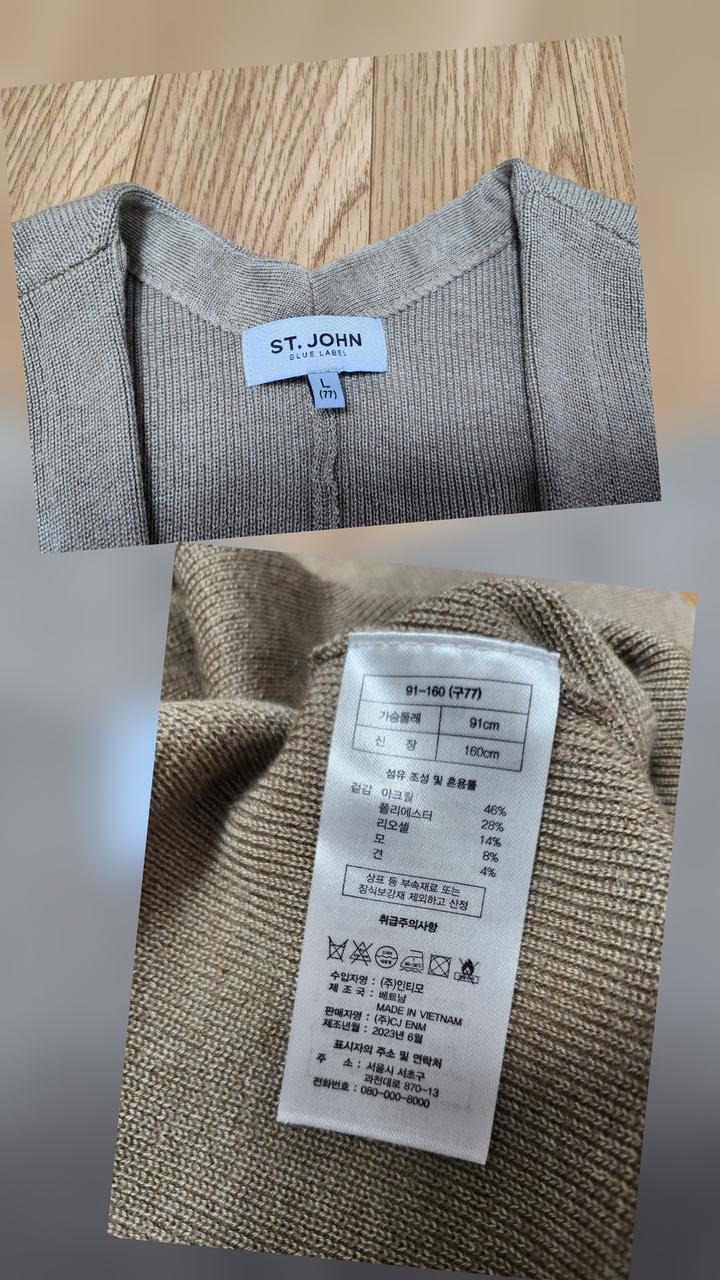 ST. JOHN
BLUE LABEL
L
(77)
91-160 (구77)
가슴둘레 91cm
신 장 160cm
섬유 조성 및 혼용률
겉감 아크릴 46%
폴리에스터 28%
리오셀 14%
모 8%
견 4%
상표 등 부속재료 또는
장식보강재 제외하고 산정
취급주의사항
수입자명 : (주)인티모
제 조 국 : 베트남
MADE IN VIETNAM
판매자명 : (주)CJ ENM
제조년월 : 2023년 6월
표시자의 주소 및 연락처
주 소 : 서울시 서초구
과천대로 870-13
전화번호 : 080-000-8000